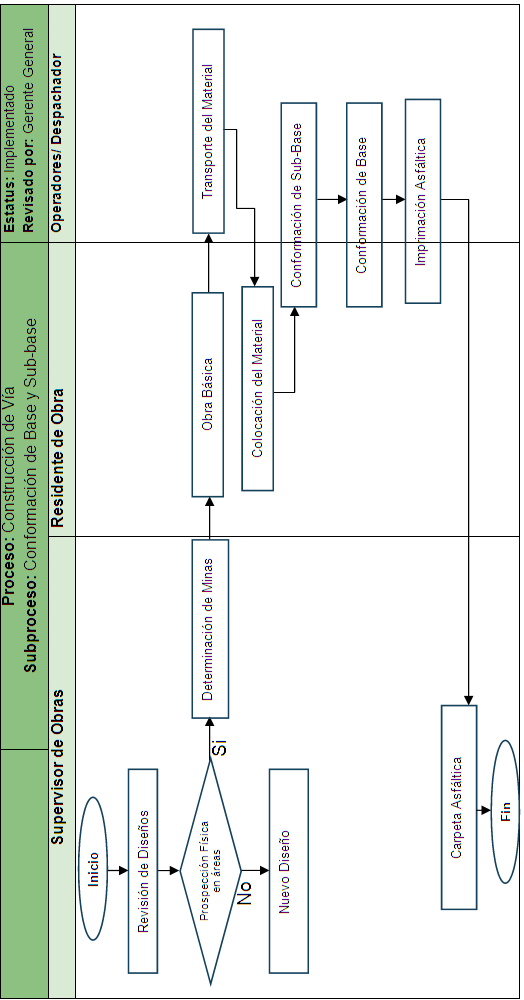 Proceso: Construcción de Vía
Subproceso: Conformación de Base y Sub-base
Estatus: Implementado
Revisado por: Gerente General
Supervisor de Obras
Residente de Obra
Operadores/ Despachador
Inicio
Revisión de Diseños
Prospección Física
en áreas
Si
No
Nuevo Diseño
Determinación de Minas
Obra Básica
Transporte del Material
Colocación del Material
Conformación de Sub-Base
Conformación de Base
Imprimación Asfáltica
Carpeta Asfáltica
Fin